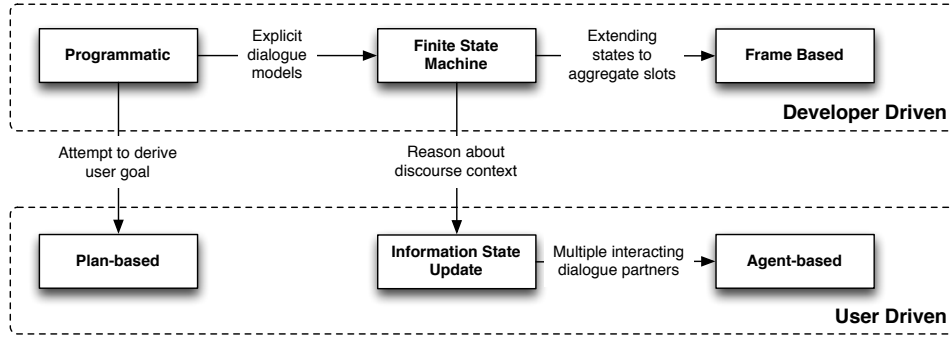 Programmatic
Explicit
dialogue
models
Finite State
Machine
Extending
states to
aggregate slots
Frame Based
Developer Driven
Attempt to derive
user goal
Reason about
discourse context
Plan-based
Information State
Update
Multiple interacting
dialogue partners
Agent-based
User Driven